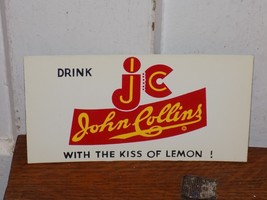 DRINK
jc
John Collins
WITH THE KISS OF LEMON !